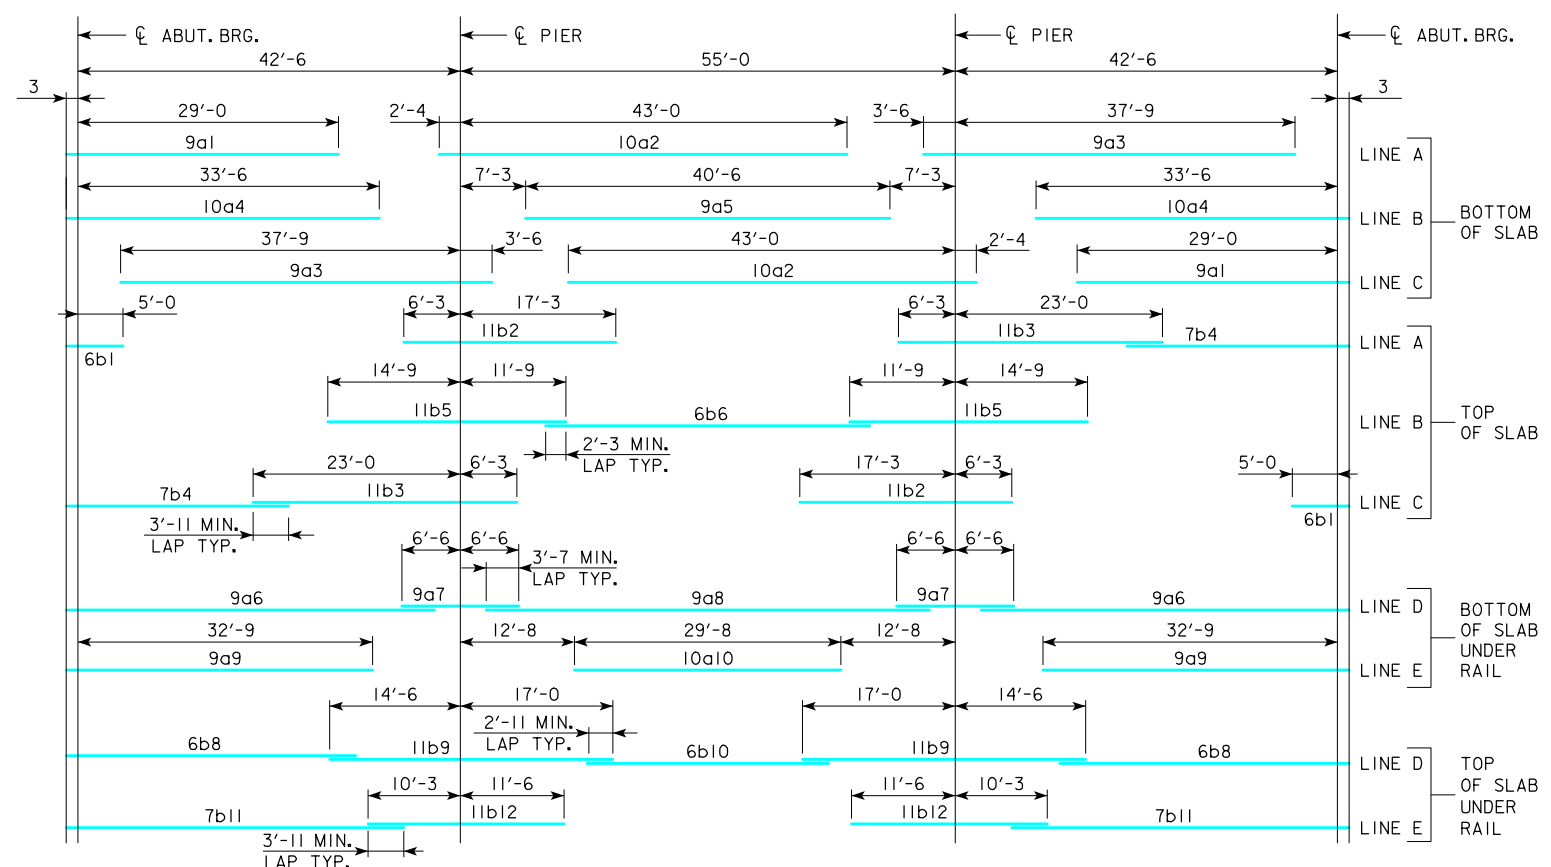 ℄ ABUT. BRG. ℄ PIER ℄ PIER ℄ ABUT. BRG.
42'-6 55'-0 42'-6
3 3
29'-0 2'-4 43'-0 3'-6 37'-9
9a1 10a2 9a3 LINE A
33'-6 7'-3 40'-6 7'-3 33'-6
10a4 9a5 10a4 LINE B
BOTTOM
OF SLAB
37'-9 3'-6 43'-0 2'-4 29'-0
9a3 10a2 9a1 LINE C
5'-0 6'-3 17'-3 6'-3 23'-0
6b1 11b2 11b3 7b4 LINE A
14'-9 11'-9 11'-9 14'-9
11b5 6b6 11b5 LINE B
TOP
OF SLAB
2'-3 MIN.
LAP TYP.
23'-0 6'-3 17'-3 6'-3 5'-0
7b4 11b3 11b2 6b1 LINE C
3'-11 MIN.
LAP TYP.
6'-6 6'-6 6'-6 6'-6
3'-7 MIN.
LAP TYP.
9a6 9a7 9a8 9a7 9a6 LINE D
32'-9 12'-8 29'-8 12'-8 32'-9
9a9 10a10 9a9 LINE E
BOTTOM
OF SLAB
UNDER
RAIL
14'-6 17'-0 17'-0 14'-6
2'-11 MIN.
LAP TYP.
6b8 11b9 6b10 11b9 6b8 LINE D
10'-3 11'-6 11'-6 10'-3
7b11 11b12 11b12 7b11 LINE E
TOP
OF SLAB
UNDER
RAIL
3'-11 MIN.
LAP TYP.